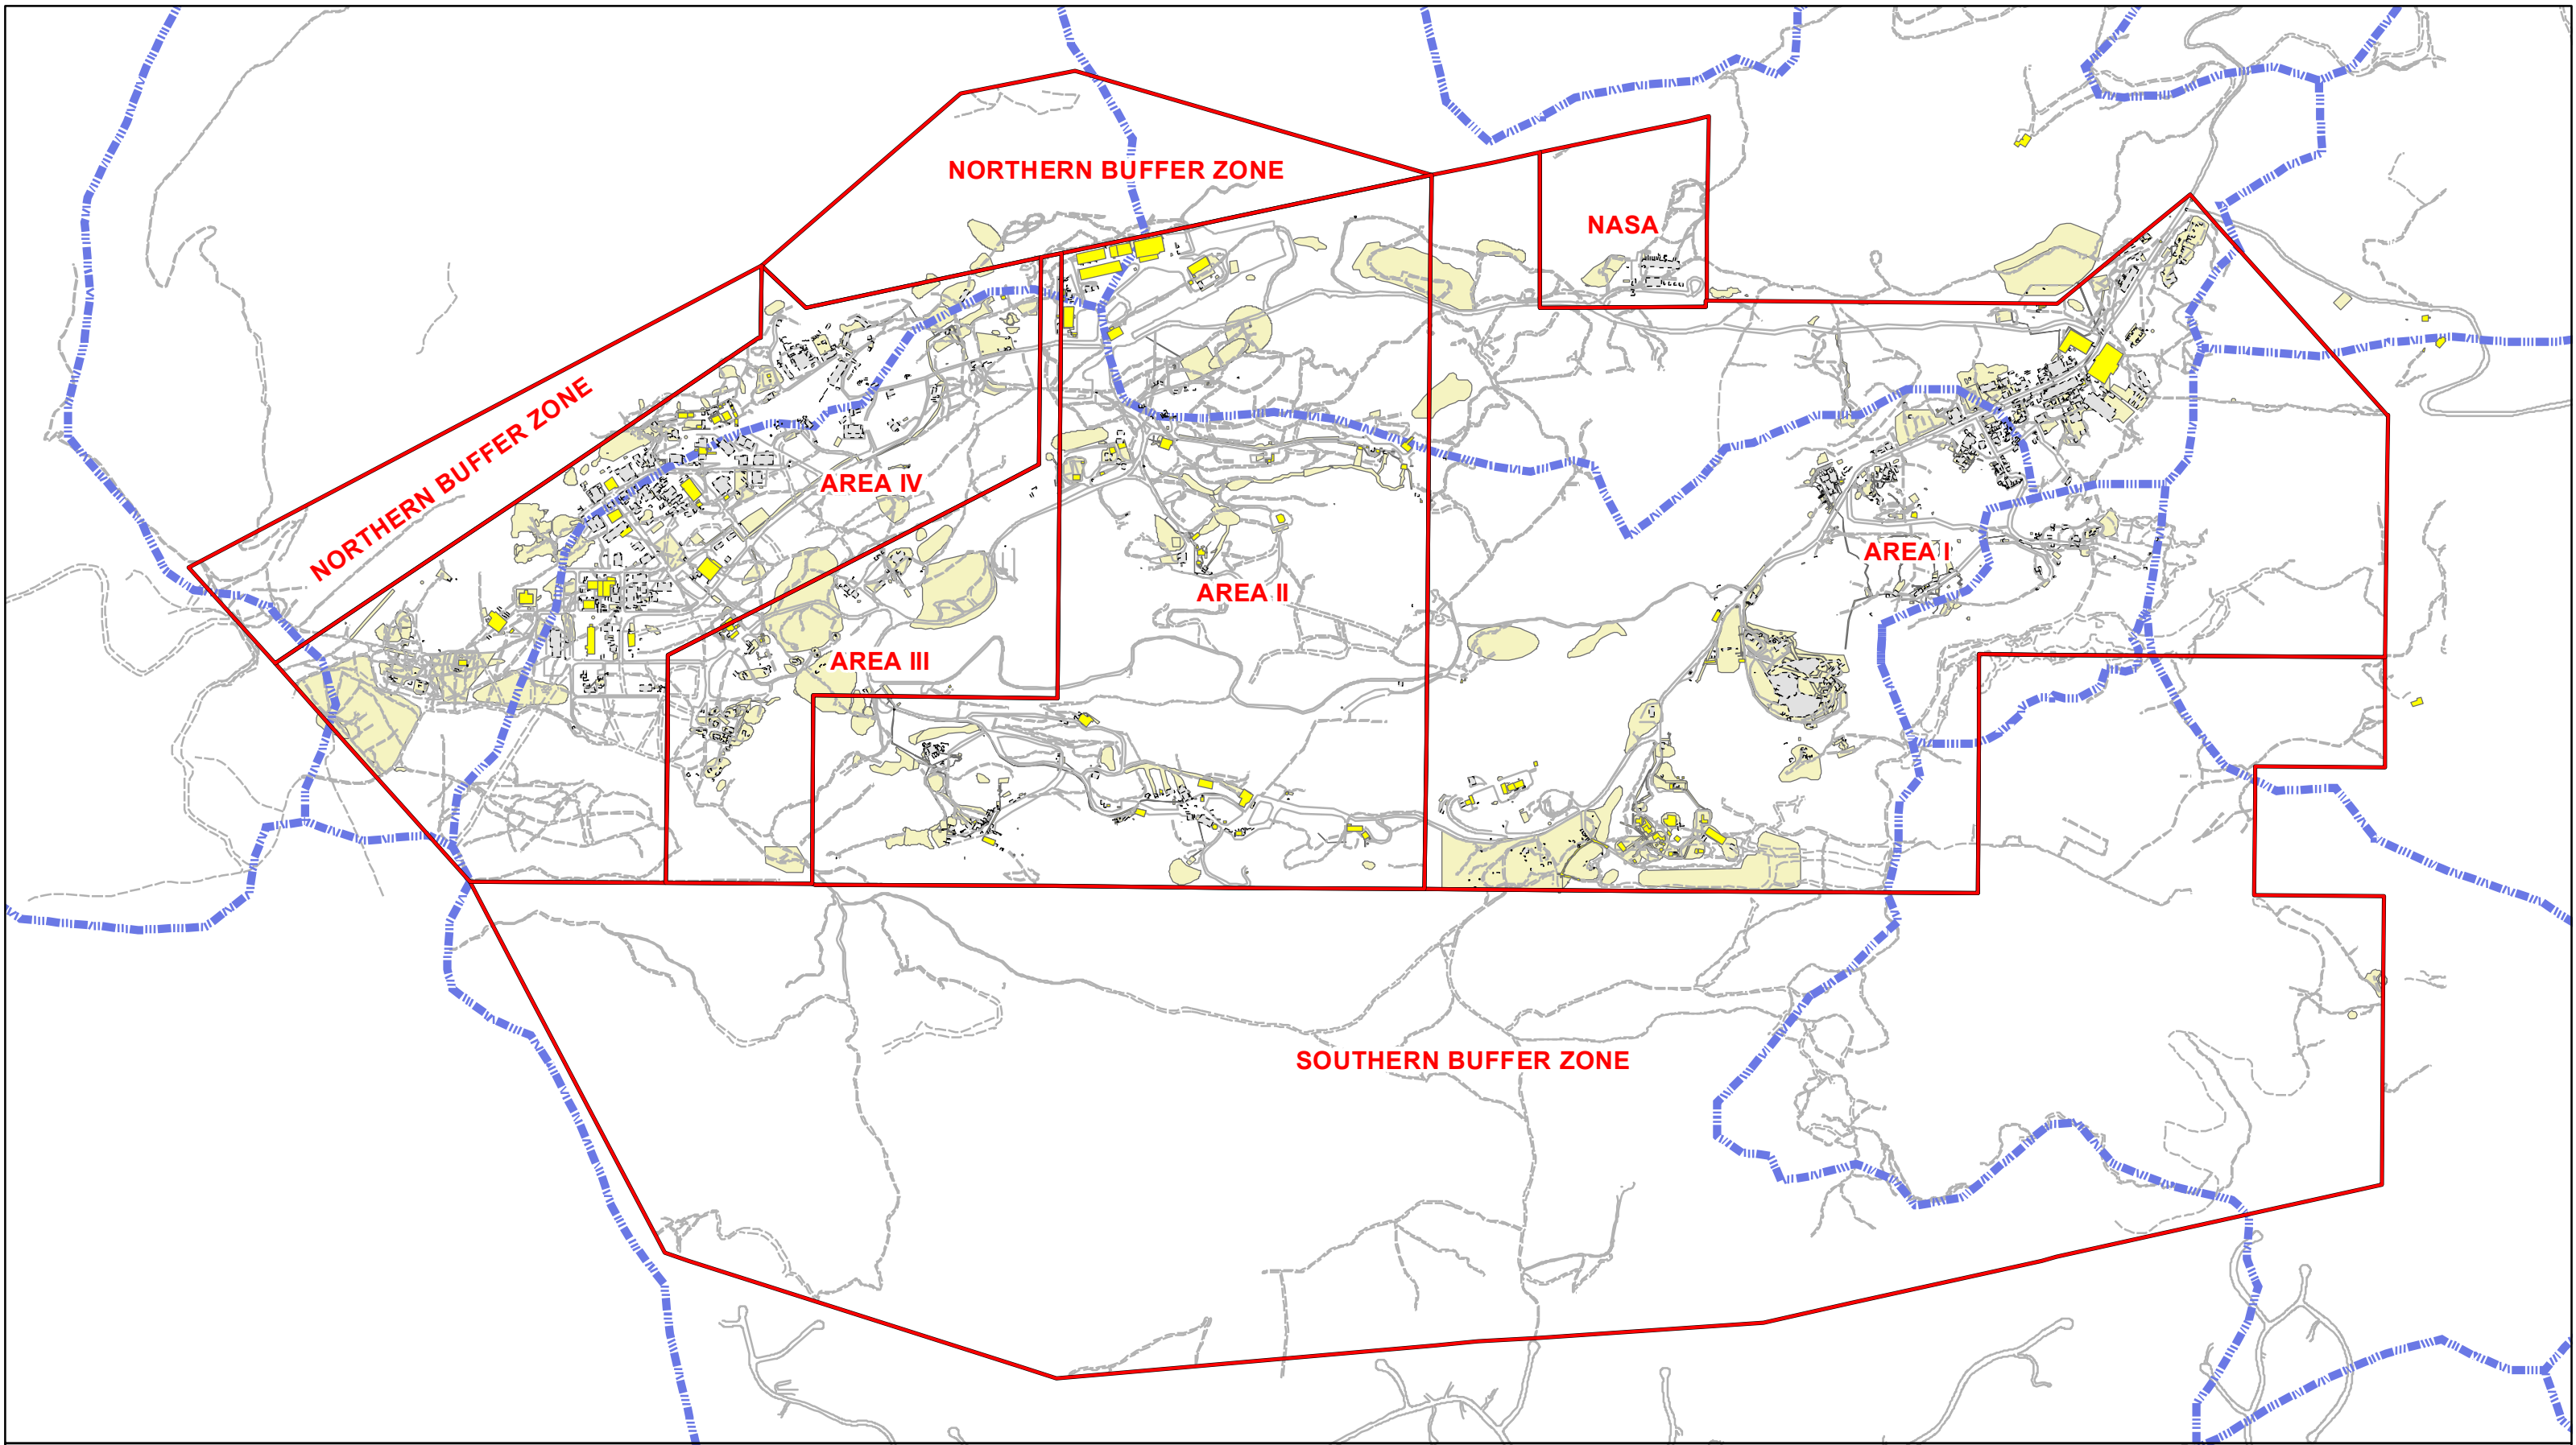 NORTHERN BUFFER ZONE
NASA
NORTHERN BUFFER ZONE
AREA IV
AREA I
AREA II
AREA III
SOUTHERN BUFFER ZONE